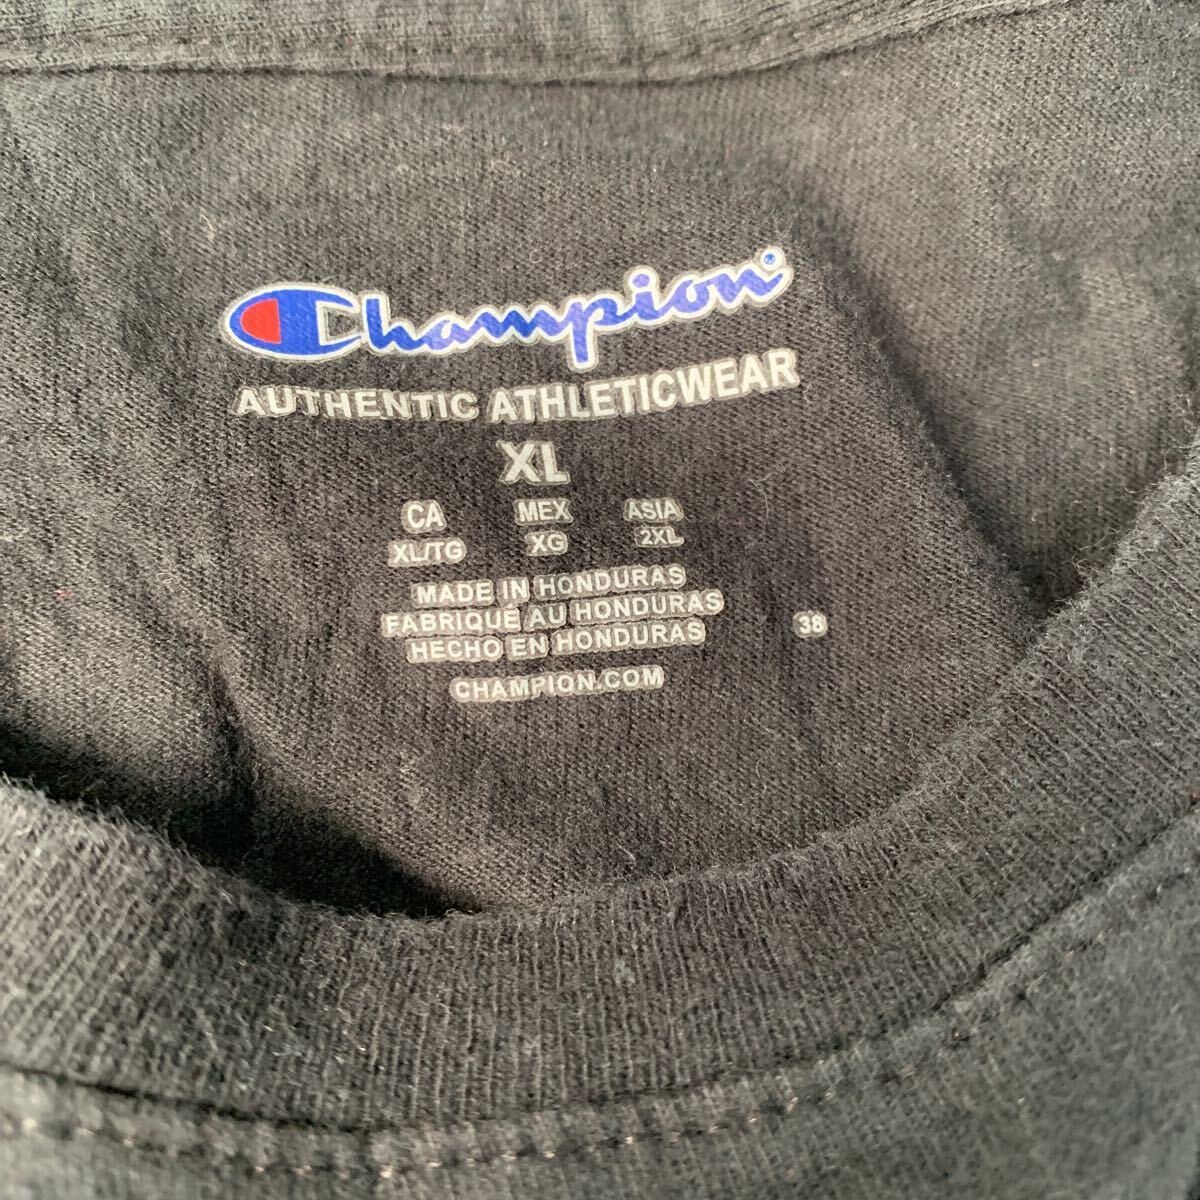 Champion®
AUTHENTIC ATHLETICWEAR
XL
CA MEX ASIA
XL/TG XG 2XL
MADE IN HONDURAS
FABRIQUÉ AU HONDURAS
HECHO EN HONDURAS
38
CHAMPION.COM